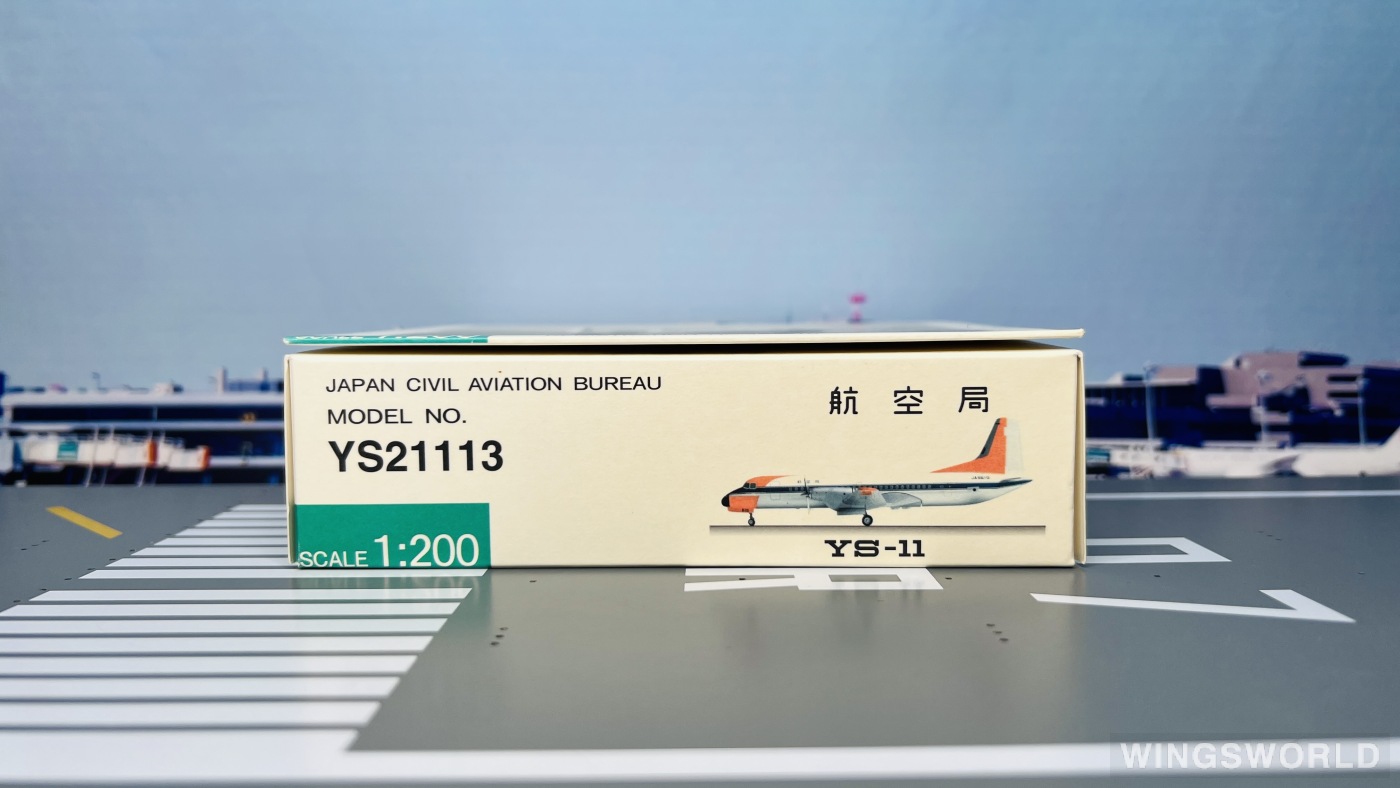 JAPAN CIVIL AVIATION BUREAU
MODEL NO.
YS21113
SCALE 1:200
航空局
YS-11
WINGSWORLD